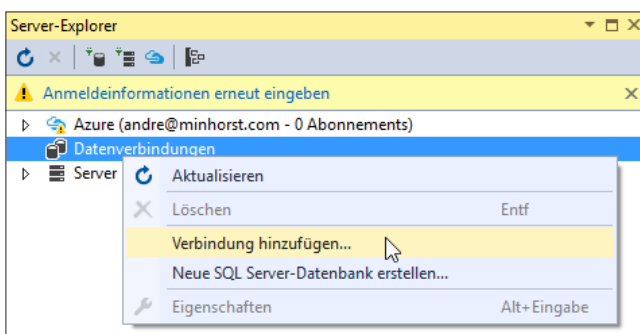 Server-Explorer
Anmeldeinformationen erneut eingeben
Azure (andre@minhorst.com - 0 Abonnements)
Datenverbindungen
Server
Aktualisieren
Löschen Entf
Verbindung hinzufügen...
Neue SQL Server-Datenbank erstellen...
Eigenschaften Alt+Eingabe